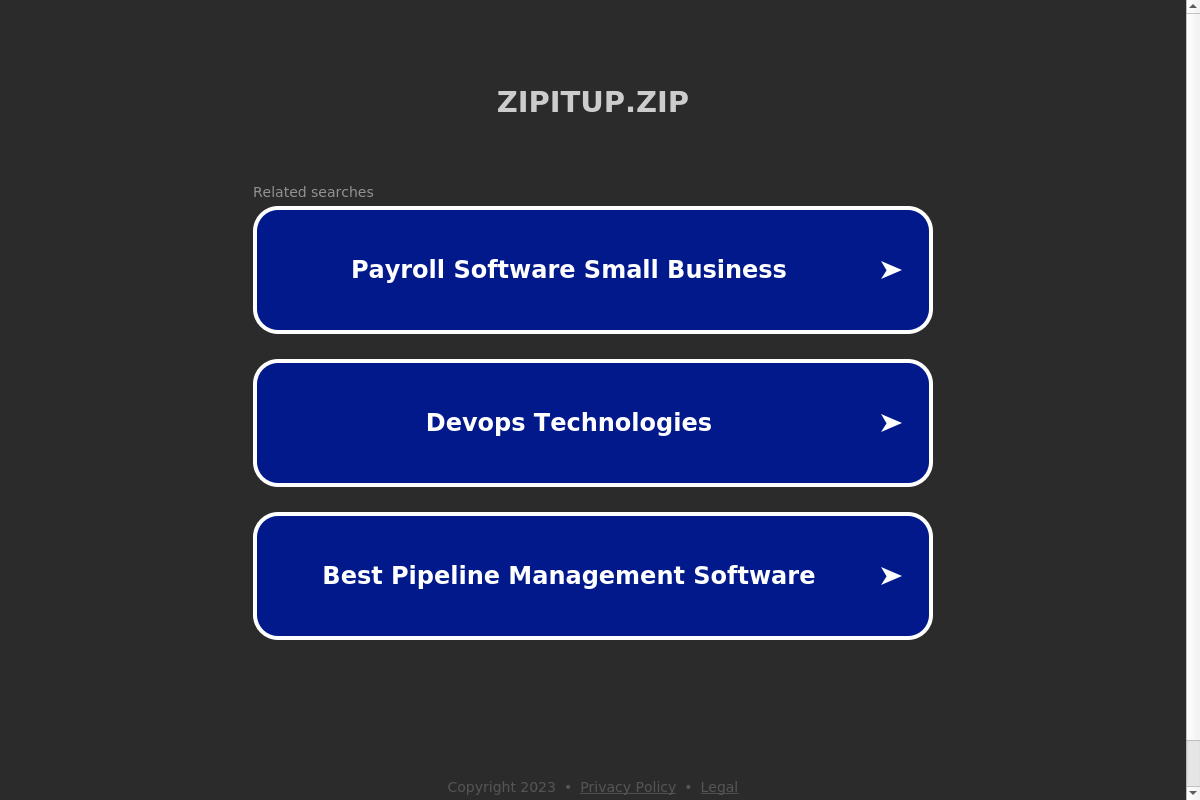 ZIPITUP.ZIP
Related searches
Payroll Software Small Business
Devops Technologies
Best Pipeline Management Software
Copyright 2023 • Privacy Policy • Legal